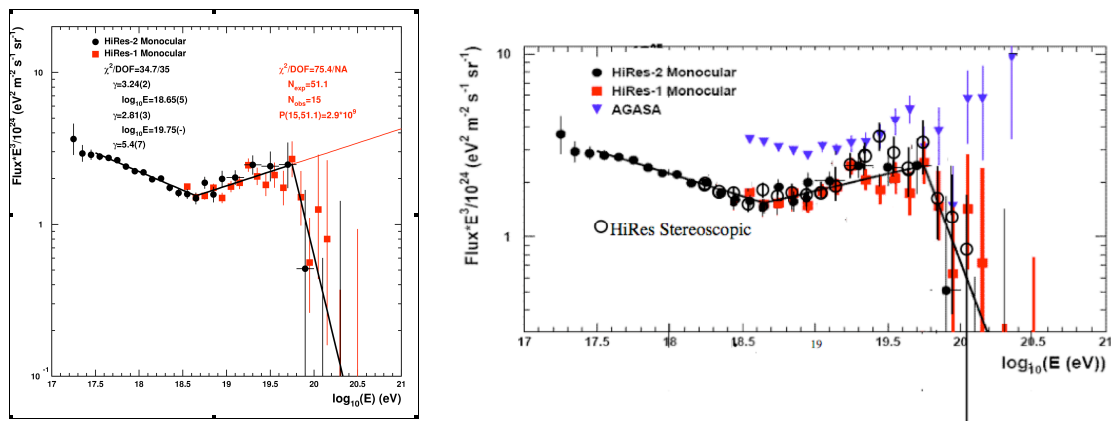 HiRes-2 Monocular
HiRes-1 Monocular
χ²/DOF=34.7/35
γ=3.24(2)
log₁₀E=18.65(5)
γ=2.81(3)
log₁₀E=19.75(-)
γ=5.4(7)
χ²/DOF=75.4/NA
N_exp=51.1
N_obs=15
P(15,51.1)=2.9*10⁹
Flux*E³/10²⁴ (eV² m⁻² s⁻¹ sr⁻¹)
10
1
10⁻¹
17 17.5 18 18.5 19 19.5 20 20.5 21
log₁₀(E) (eV)
HiRes-2 Monocular
HiRes-1 Monocular
AGASA
HiRes Stereoscopic
Flux*E³/10²⁴ (eV² m⁻² s⁻¹ sr⁻¹)
10
1
17 17.5 18 18.5 19 19.5 20 20.5 21
log₁₀(E (eV))